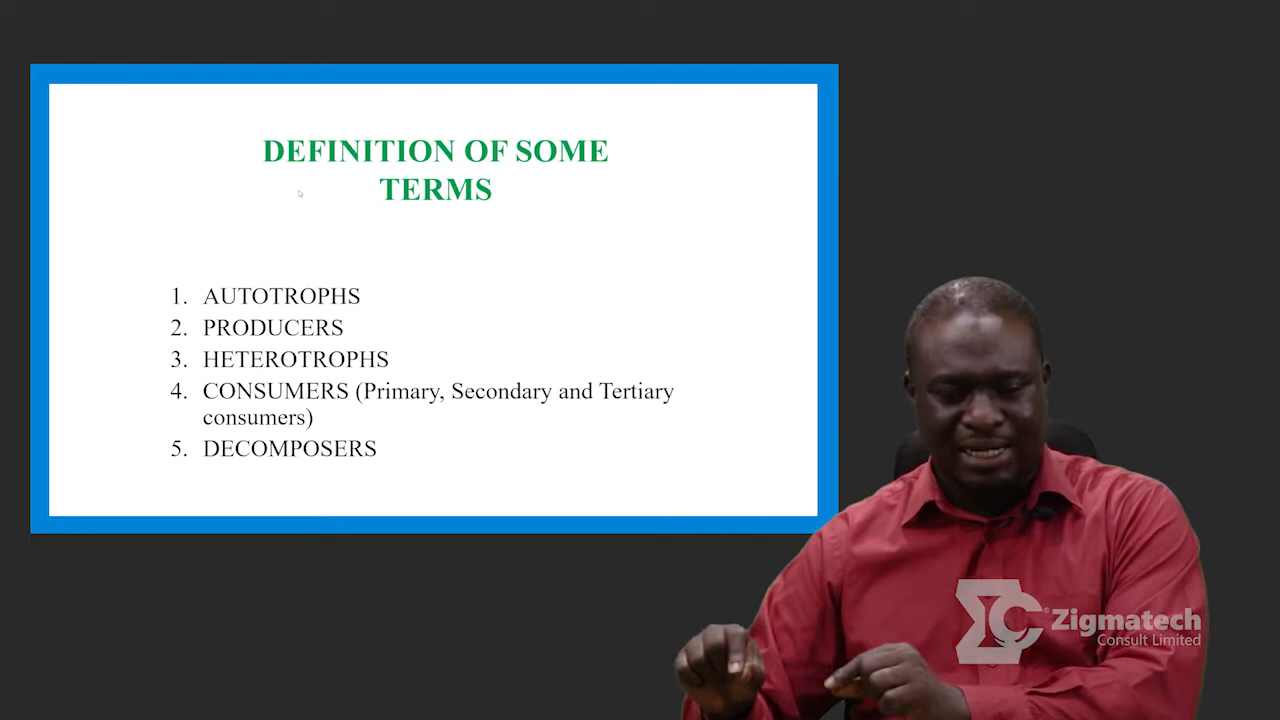 DEFINITION OF SOME
TERMS
1. AUTOTROPHS
2. PRODUCERS
3. HETEROTROPHS
4. CONSUMERS (Primary, Secondary and Tertiary
consumers)
5. DECOMPOSERS
Zigmatech
Consult Limited